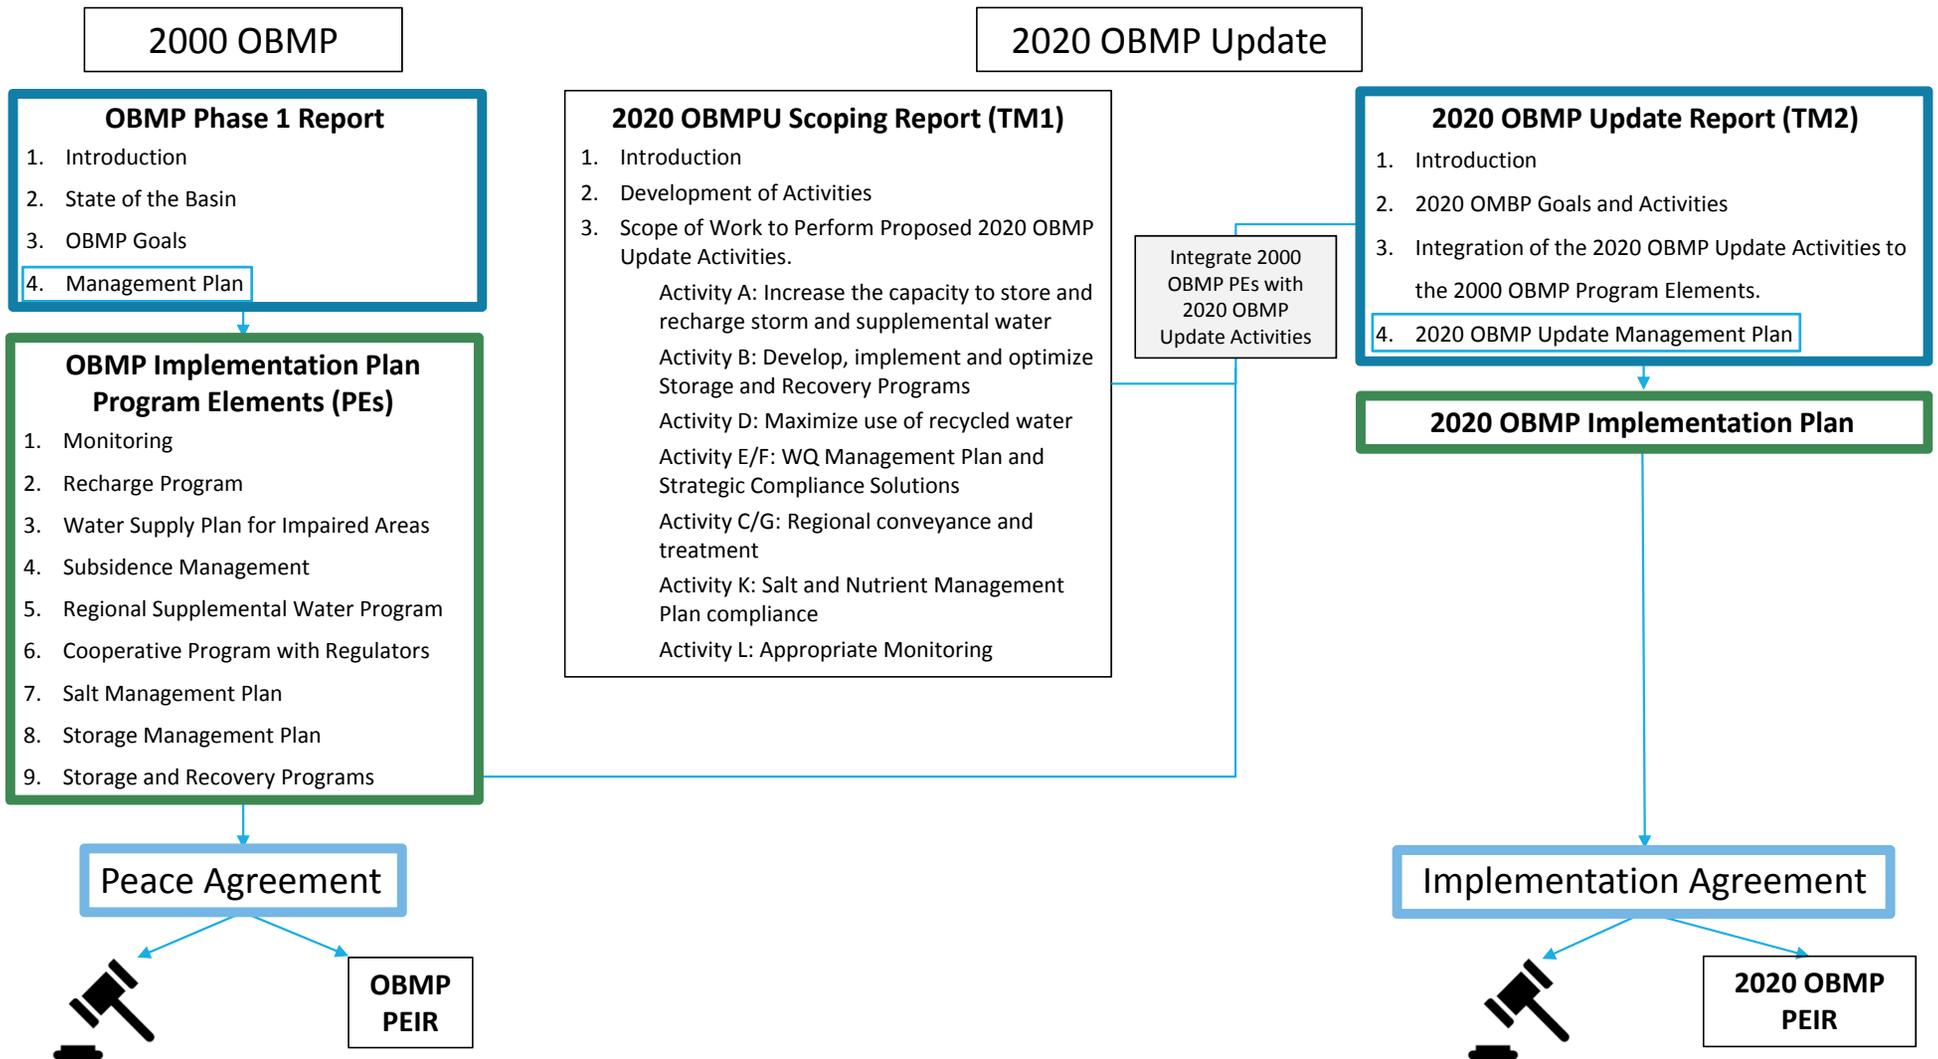 2000 OBMP
2020 OBMP Update
OBMP Phase 1 Report
1. Introduction
2. State of the Basin
3. OBMP Goals
4. Management Plan
OBMP Implementation Plan
Program Elements (PEs)
1. Monitoring
2. Recharge Program
3. Water Supply Plan for Impaired Areas
4. Subsidence Management
5. Regional Supplemental Water Program
6. Cooperative Program with Regulators
7. Salt Management Plan
8. Storage Management Plan
9. Storage and Recovery Programs
Peace Agreement
OBMP
PEIR
2020 OBMPU Scoping Report (TM1)
1. Introduction
2. Development of Activities
3. Scope of Work to Perform Proposed 2020 OBMP
Update Activities.
Activity A: Increase the capacity to store and
recharge storm and supplemental water
Activity B: Develop, implement and optimize
Storage and Recovery Programs
Activity D: Maximize use of recycled water
Activity E/F: WQ Management Plan and
Strategic Compliance Solutions
Activity C/G: Regional conveyance and
treatment
Activity K: Salt and Nutrient Management
Plan compliance
Activity L: Appropriate Monitoring
Integrate 2000
OBMP PEs with
2020 OBMP
Update Activities
2020 OBMP Update Report (TM2)
1. Introduction
2. 2020 OMBP Goals and Activities
3. Integration of the 2020 OBMP Update Activities to
the 2000 OBMP Program Elements.
4. 2020 OBMP Update Management Plan
2020 OBMP Implementation Plan
Implementation Agreement
2020 OBMP
PEIR